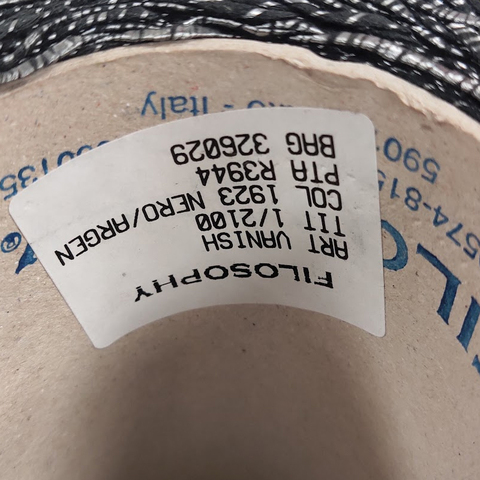 FILOSOPHY
ART VANISH
TIT 1/2100
COL 1923 NERO/ARGEN
PTA R3944
BAG 326029
Italy